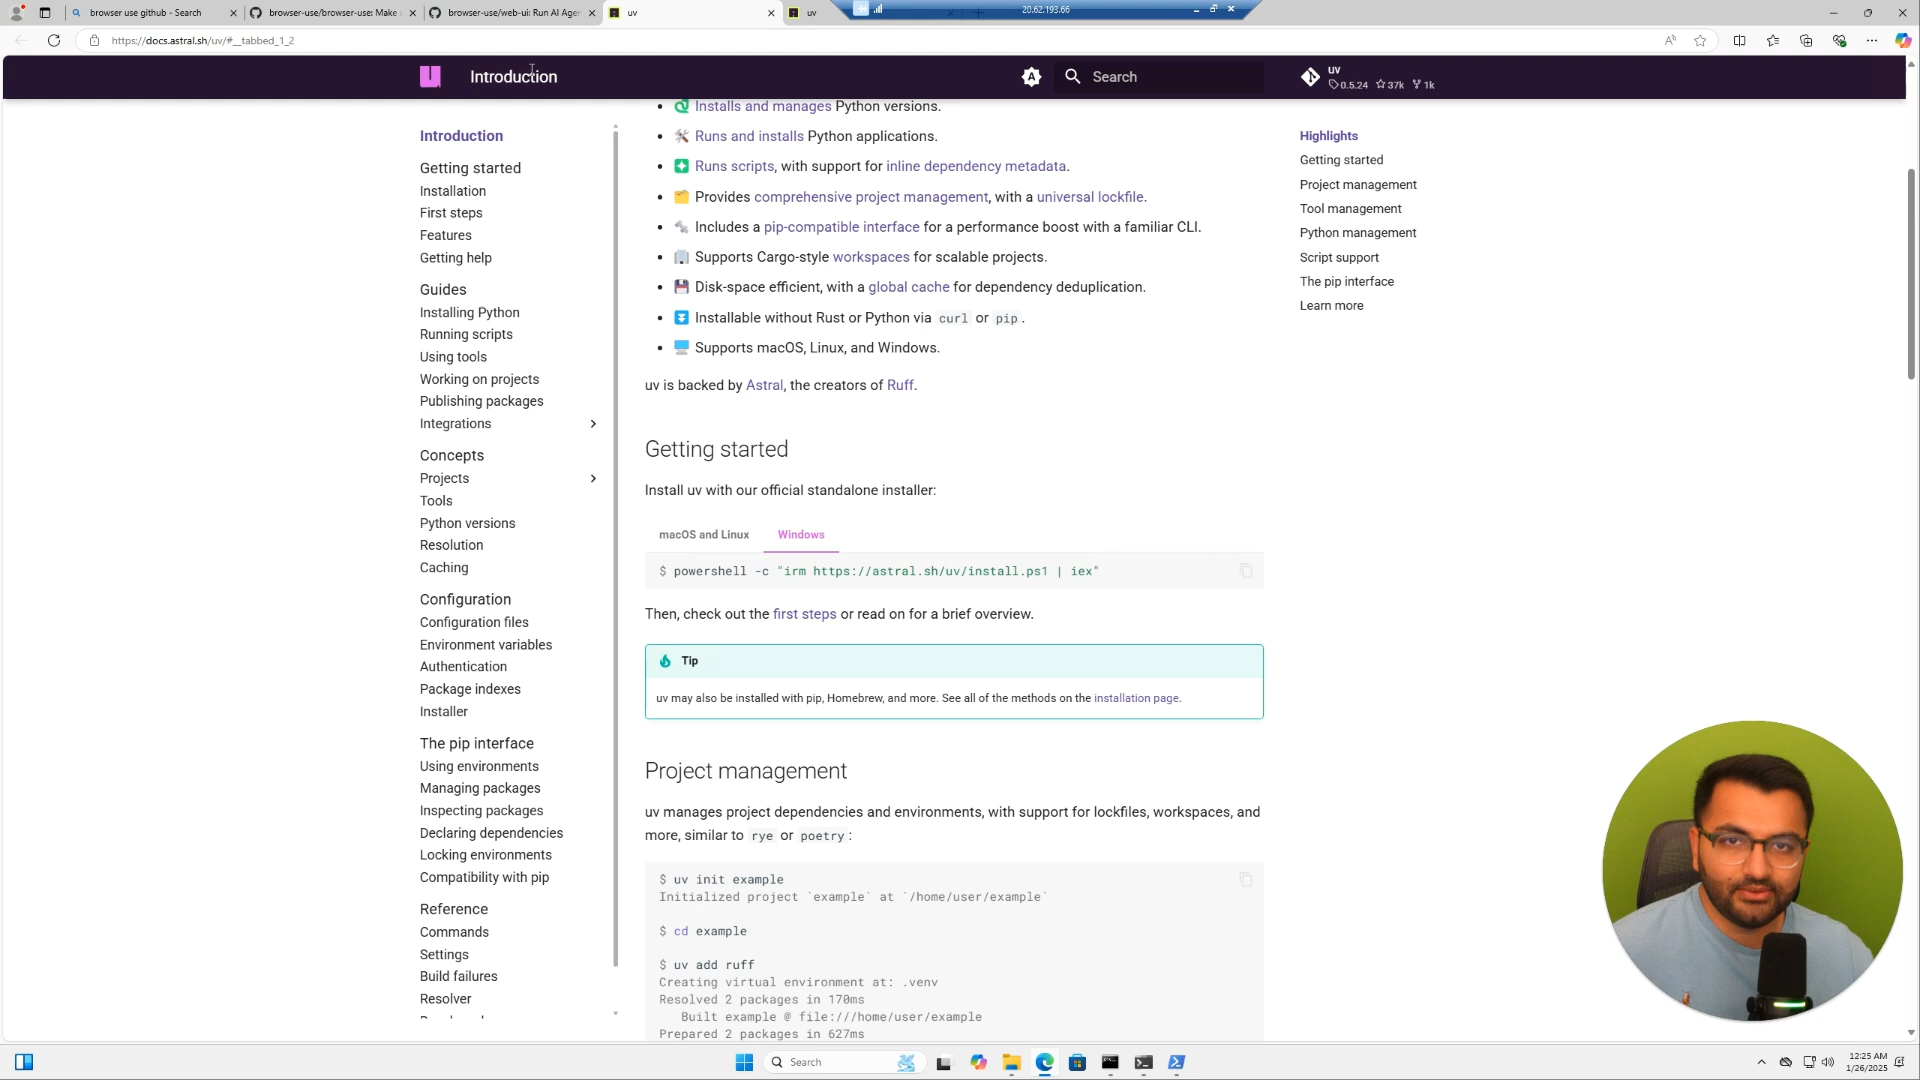 browser use github - Search
browser-use/browser-use: Make
browser-use/web-ui: Run AI Agen
uv
uv
20.62.193.66
https://docs.astral.sh/uv/#__tabbed_1_2
Introduction
Search
uv
0.5.24 37k 1k
Introduction
Getting started
Installation
First steps
Features
Getting help
Guides
Installing Python
Running scripts
Using tools
Working on projects
Publishing packages
Integrations
Concepts
Projects
Tools
Python versions
Resolution
Caching
Configuration
Configuration files
Environment variables
Authentication
Package indexes
Installer
The pip interface
Using environments
Managing packages
Inspecting packages
Declaring dependencies
Locking environments
Compatibility with pip
Reference
Commands
Settings
Build failures
Resolver
Installs and manages Python versions.
Runs and installs Python applications.
Runs scripts, with support for inline dependency metadata.
Provides comprehensive project management, with a universal lockfile.
Includes a pip-compatible interface for a performance boost with a familiar CLI.
Supports Cargo-style workspaces for scalable projects.
Disk-space efficient, with a global cache for dependency deduplication.
Installable without Rust or Python via curl or pip.
Supports macOS, Linux, and Windows.
uv is backed by Astral, the creators of Ruff.
Getting started
Install uv with our official standalone installer:
macOS and Linux Windows
$ powershell -c "irm https://astral.sh/uv/install.ps1 | iex"
Then, check out the first steps or read on for a brief overview.
Tip
uv may also be installed with pip, Homebrew, and more. See all of the methods on the installation page.
Project management
uv manages project dependencies and environments, with support for lockfiles, workspaces, and
more, similar to rye or poetry:
$ uv init example
Initialized project `example` at `/home/user/example`
$ cd example
$ uv add ruff
Creating virtual environment at: .venv
Resolved 2 packages in 170ms
Built example @ file:///home/user/example
Prepared 2 packages in 627ms
Highlights
Getting started
Project management
Tool management
Python management
Script support
The pip interface
Learn more
Search
12:25 AM
1/26/2025